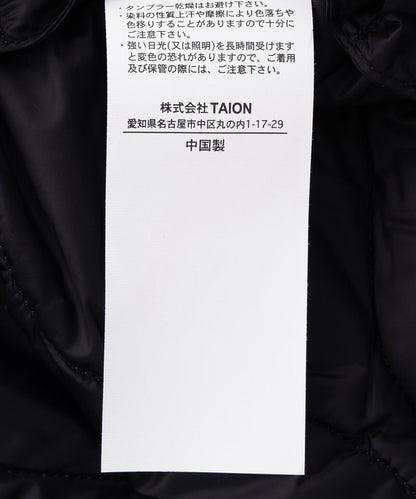 ・タンブラー乾燥はお避け下さい。
・染料の性質上汗や摩擦により色落ちや
色移りすることがありますので十分に
ご注意下さい。
・強い日光(又は照明)を長時間受けますと
変色の恐れがありますので、ご着用
及び保管の際には、ご注意下さい。
株式会社TAION
愛知県名古屋市中区丸の内1-17-29
中国製